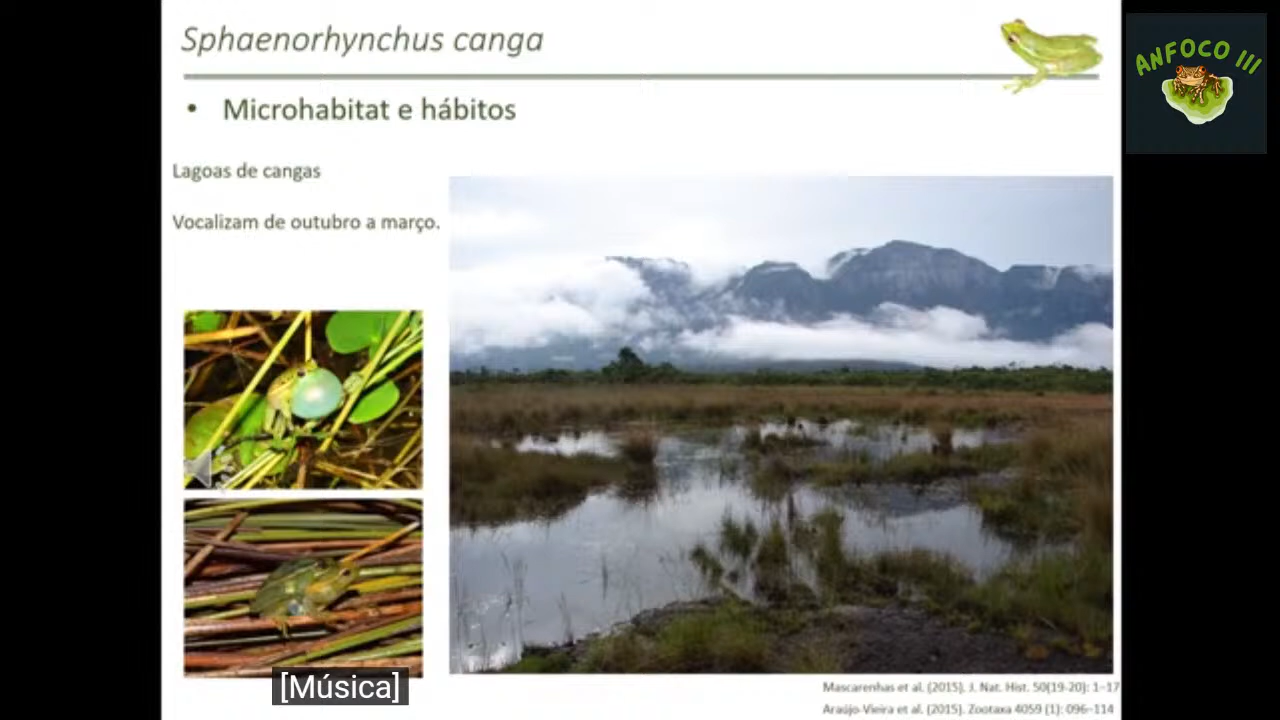 Sphaenorhynchus canga
ANFOCO III
• Microhabitat e hábitos
Lagoas de cangas
Vocalizam de outubro a março.
[Música]
Mascarenhas et al. (2015). J. Nat. Hist. 50(19-20): 1–17
Araújo-Vieira et al. (2015). Zootaxa 4059 (1): 096–114